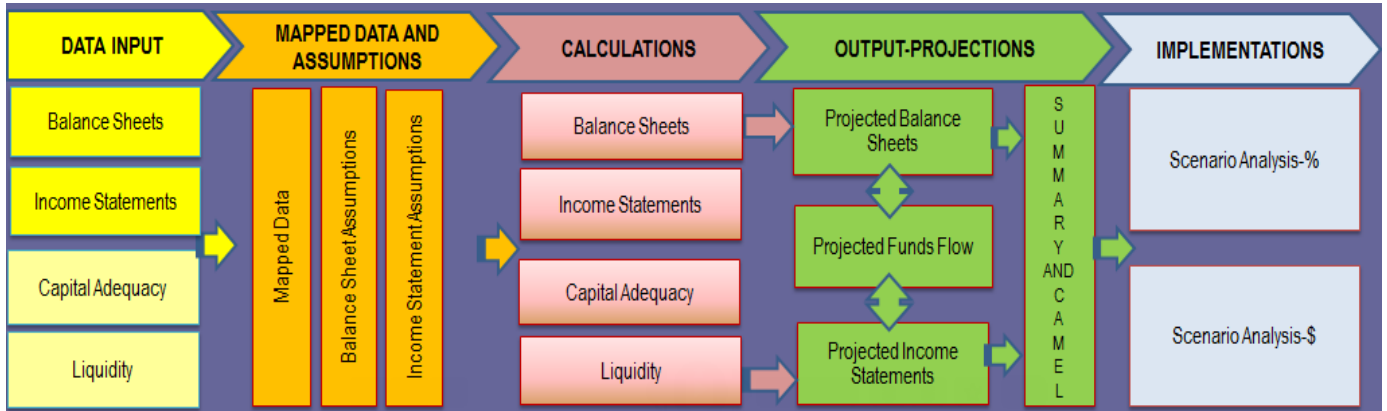 DATA INPUT
MAPPED DATA AND
ASSUMPTIONS
CALCULATIONS
OUTPUT-PROJECTIONS
IMPLEMENTATIONS
Balance Sheets
Income Statements
Capital Adequacy
Liquidity
Mapped Data
Balance Sheet Assumptions
Income Statement Assumptions
Balance Sheets
Income Statements
Capital Adequacy
Liquidity
Projected Balance
Sheets
Projected Funds Flow
Projected Income
Statements
S
U
M
M
A
R
Y
AND
C
A
M
E
L
Scenario Analysis-%
Scenario Analysis-$